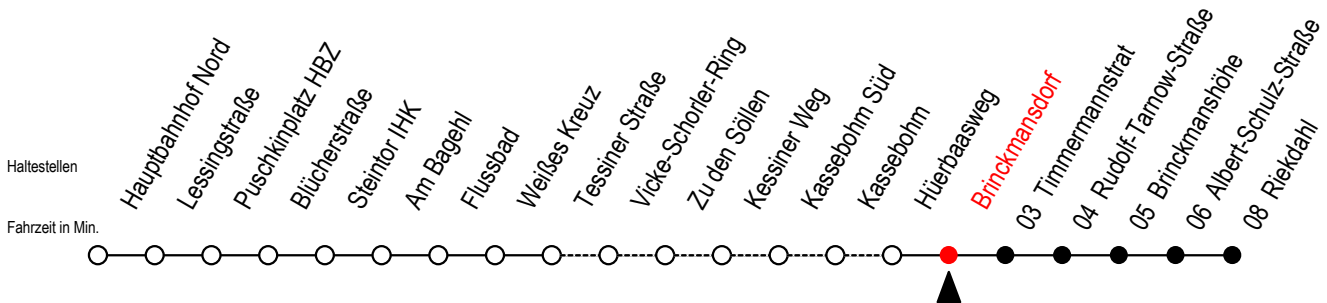 Haltestellen
Hauptbahnhof Nord
Lessingstraße
Puschkinplatz HBZ
Blücherstraße
Steintor IHK
Am Bagehl
Flussbad
Weißes Kreuz
Tessiner Straße
Vicke-Schorler-Ring
Zu den Söllen
Kessiner Weg
Kassebohm Süd
Kassebohm
Hüerbaasweg
Brinckmansdorf
03 Timmermannstrat
04 Rudolf-Tarnow-Straße
05 Brinckmanshöhe
06 Albert-Schulz-Straße
08 Riekdahl
Fahrzeit in Min.